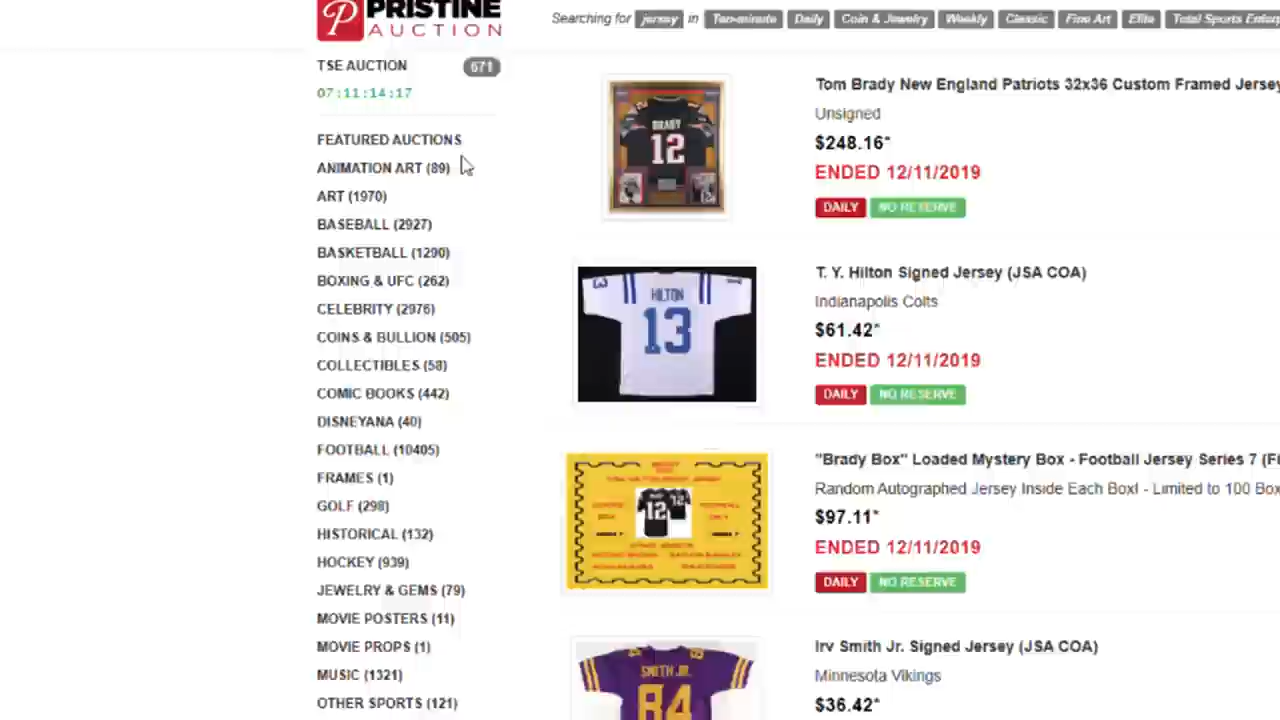 PRISTINE
AUCTION
Searching for jersey in Ten-minute Daily Coin & Jewelry Weekly Classic Fine Art Elite Total Sports
TSE AUCTION 671
07:11:14:17
FEATURED AUCTIONS
ANIMATION ART (89)
ART (1970)
BASEBALL (2927)
BASKETBALL (1290)
BOXING & UFC (262)
CELEBRITY (2976)
COINS & BULLION (505)
COLLECTIBLES (58)
COMIC BOOKS (442)
DISNEYANA (40)
FOOTBALL (10405)
FRAMES (1)
GOLF (298)
HISTORICAL (132)
HOCKEY (939)
JEWELRY & GEMS (79)
MOVIE POSTERS (11)
MOVIE PROPS (1)
MUSIC (1321)
OTHER SPORTS (121)
BRADY
12
Tom Brady New England Patriots 32x36 Custom Framed Jersey
Unsigned
$248.16*
ENDED 12/11/2019
DAILY NO RESERVE
HILTON
13
T. Y. Hilton Signed Jersey (JSA COA)
Indianapolis Colts
$61.42*
ENDED 12/11/2019
DAILY NO RESERVE
12
"Brady Box" Loaded Mystery Box - Football Jersey Series 7
Random Autographed Jersey Inside Each Box! - Limited to 100 Box
$97.11*
ENDED 12/11/2019
DAILY NO RESERVE
SMITH JR.
84
Irv Smith Jr. Signed Jersey (JSA COA)
Minnesota Vikings
$36.42*